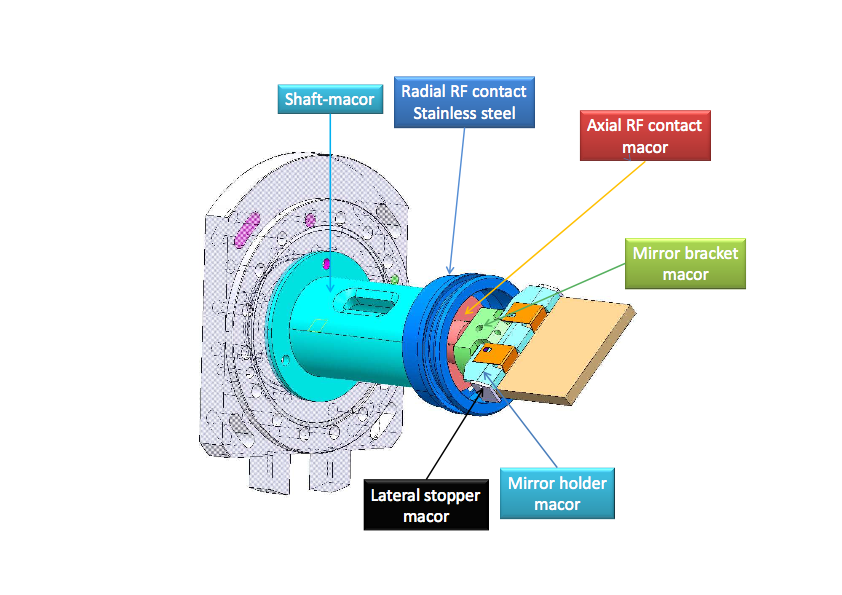 Shaft-macor
Radial RF contact
Stainless steel
Axial RF contact
macor
Mirror bracket
macor
Lateral stopper
macor
Mirror holder
macor